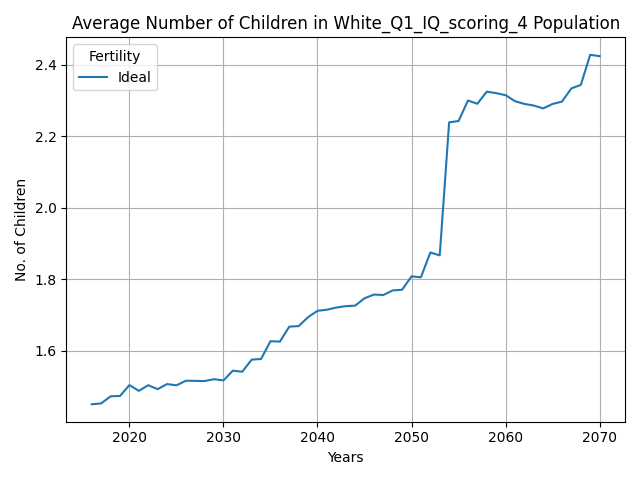 Average Number of Children in White_Q1_IQ_scoring_4 Population
Fertility
Ideal
No. of Children
2.4
2.2
2.0
1.8
1.6
2020 2030 2040 2050 2060 2070
Years